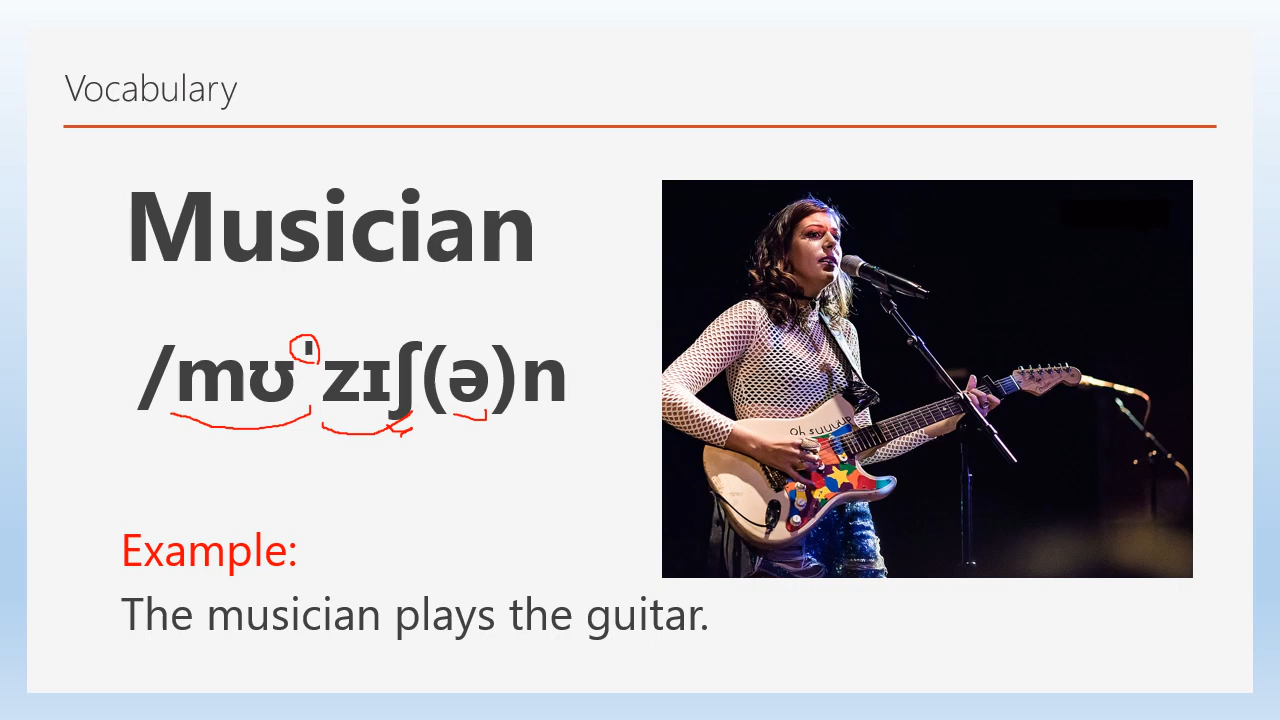 Vocabulary
Musician
/mʊˈzɪʃ(ə)n
Example:
The musician plays the guitar.